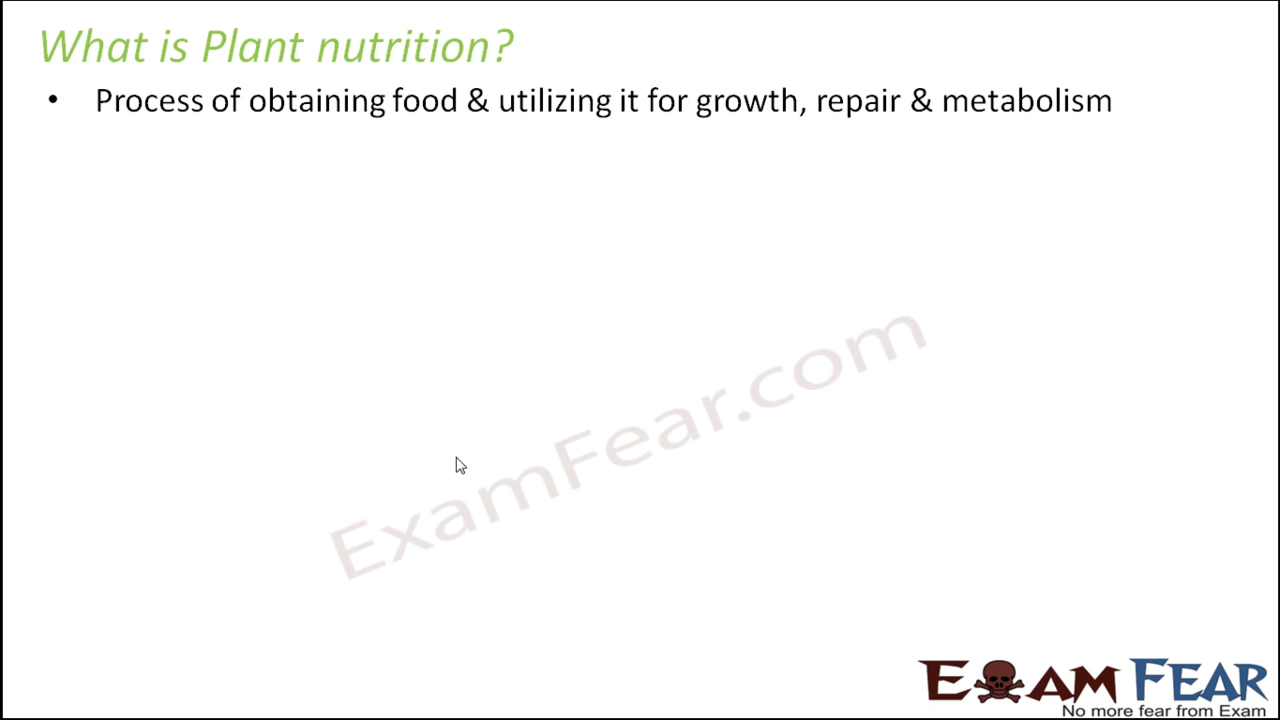 What is Plant nutrition?
• Process of obtaining food & utilizing it for growth, repair & metabolism
ExamFear.com
EXAM FEAR
No more fear from Exam